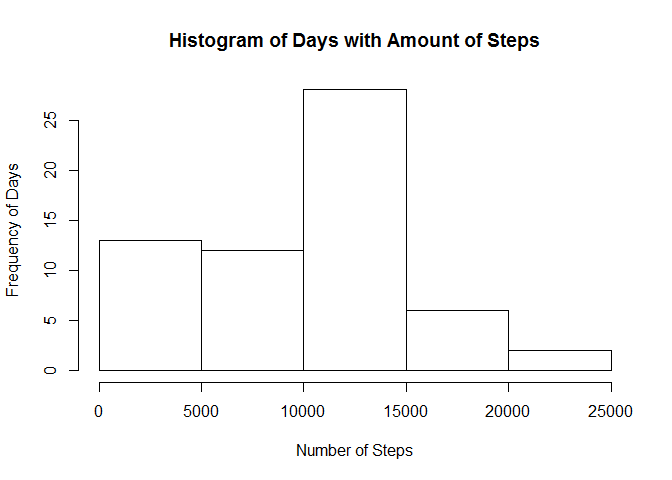 Histogram of Days with Amount of Steps
Frequency of Days
25
20
15
10
5
0
0 5000 10000 15000 20000 25000
Number of Steps